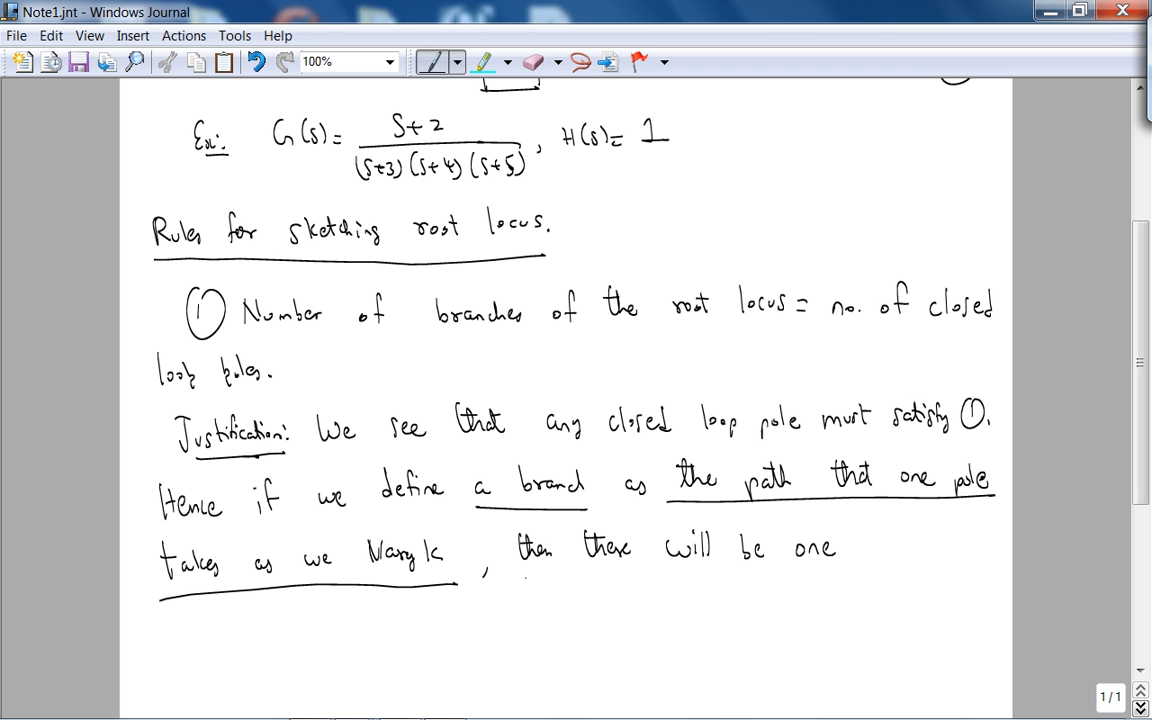 Note1.jnt - Windows Journal
File Edit View Insert Actions Tools Help
100%
Ex: G(s) = S+2 / (S+3)(S+4)(S+5), H(s) = 1
Rules for sketching root locus.
① Number of branches of the root locus = no. of closed
loop poles.
Justification: We see that any closed loop pole must satisfy ①.
Hence if we define a branch as the path that one pole
takes as we Vary K, then there will be one
1 / 1